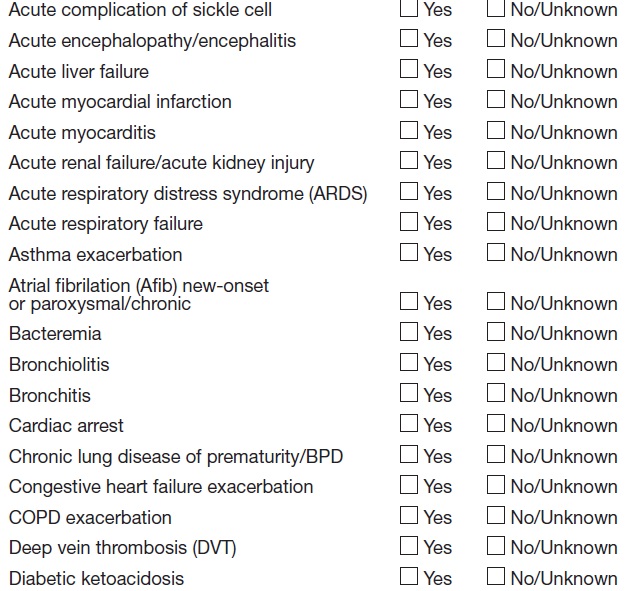 Acute complication of sickle cell Yes No/Unknown
Acute encephalopathy/encephalitis Yes No/Unknown
Acute liver failure Yes No/Unknown
Acute myocardial infarction Yes No/Unknown
Acute myocarditis Yes No/Unknown
Acute renal failure/acute kidney injury Yes No/Unknown
Acute respiratory distress syndrome (ARDS) Yes No/Unknown
Acute respiratory failure Yes No/Unknown
Asthma exacerbation Yes No/Unknown
Atrial fibrilation (Afib) new-onset
or paroxysmal/chronic Yes No/Unknown
Bacteremia Yes No/Unknown
Bronchiolitis Yes No/Unknown
Bronchitis Yes No/Unknown
Cardiac arrest Yes No/Unknown
Chronic lung disease of prematurity/BPD Yes No/Unknown
Congestive heart failure exacerbation Yes No/Unknown
COPD exacerbation Yes No/Unknown
Deep vein thrombosis (DVT) Yes No/Unknown
Diabetic ketoacidosis Yes No/Unknown